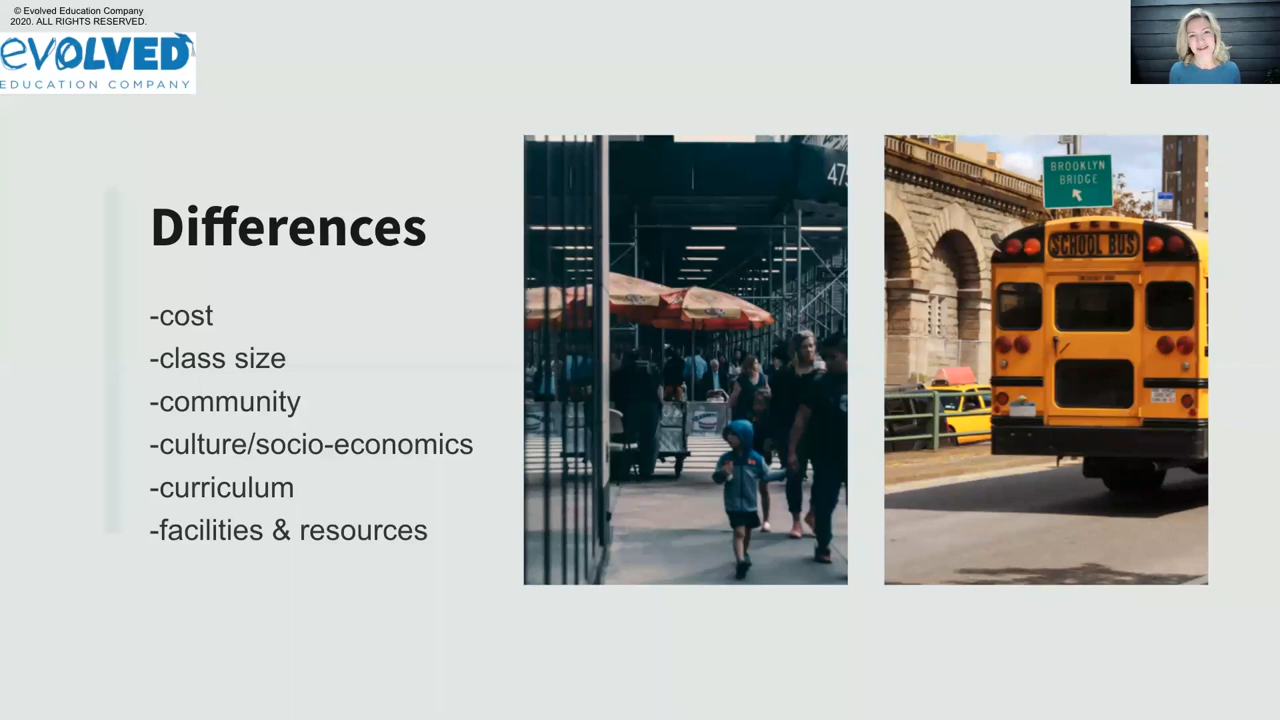 © Evolved Education Company
2020. ALL RIGHTS RESERVED.
evOLVED
EDUCATION COMPANY
Differences
-cost
-class size
-community
-culture/socio-economics
-curriculum
-facilities & resources
BROOKLYN
BRIDGE
SCHOOL BUS